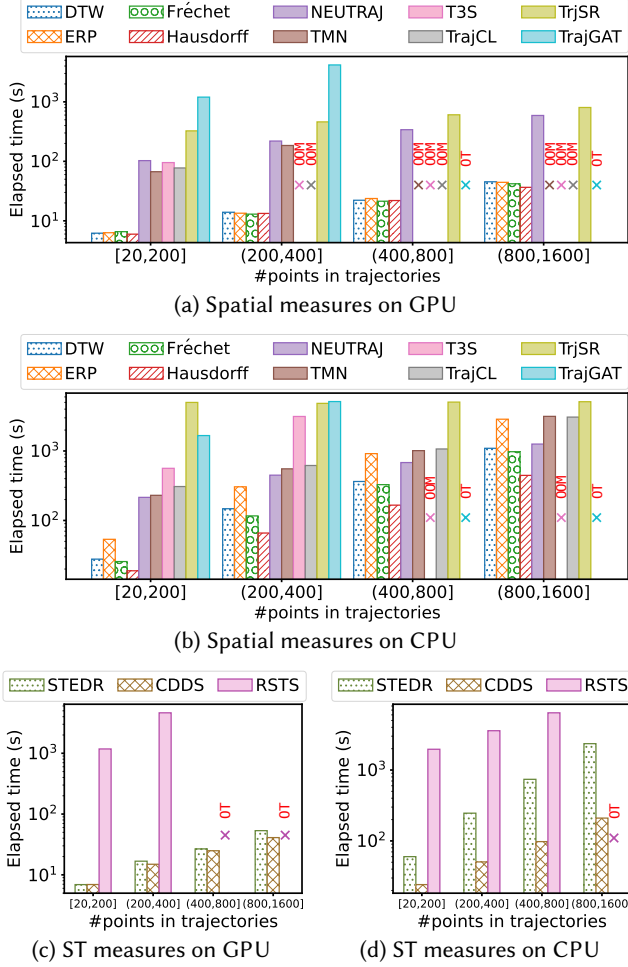 DTW Fréchet NEUTRAJ T3S TrjSR
ERP Hausdorff TMN TrajCL TrajGAT
Elapsed time (s)
10³
10²
10¹
OOM OOM OOM OOM OOM OT OOM OOM OOM OT
[20,200] (200,400] (400,800] (800,1600]
#points in trajectories
(a) Spatial measures on GPU
DTW Fréchet NEUTRAJ T3S TrjSR
ERP Hausdorff TMN TrajCL TrajGAT
Elapsed time (s)
10³
10²
OOM OT OOM OT
[20,200] (200,400] (400,800] (800,1600]
#points in trajectories
(b) Spatial measures on CPU
STEDR CDDS RSTS
Elapsed time (s)
10³
10²
10¹
OT OT
[20,200] (200,400] (400,800] (800,1600]
#points in trajectories
(c) ST measures on GPU
STEDR CDDS RSTS
Elapsed time (s)
10³
10²
OT
[20,200] (200,400] (400,800] (800,1600]
#points in trajectories
(d) ST measures on CPU